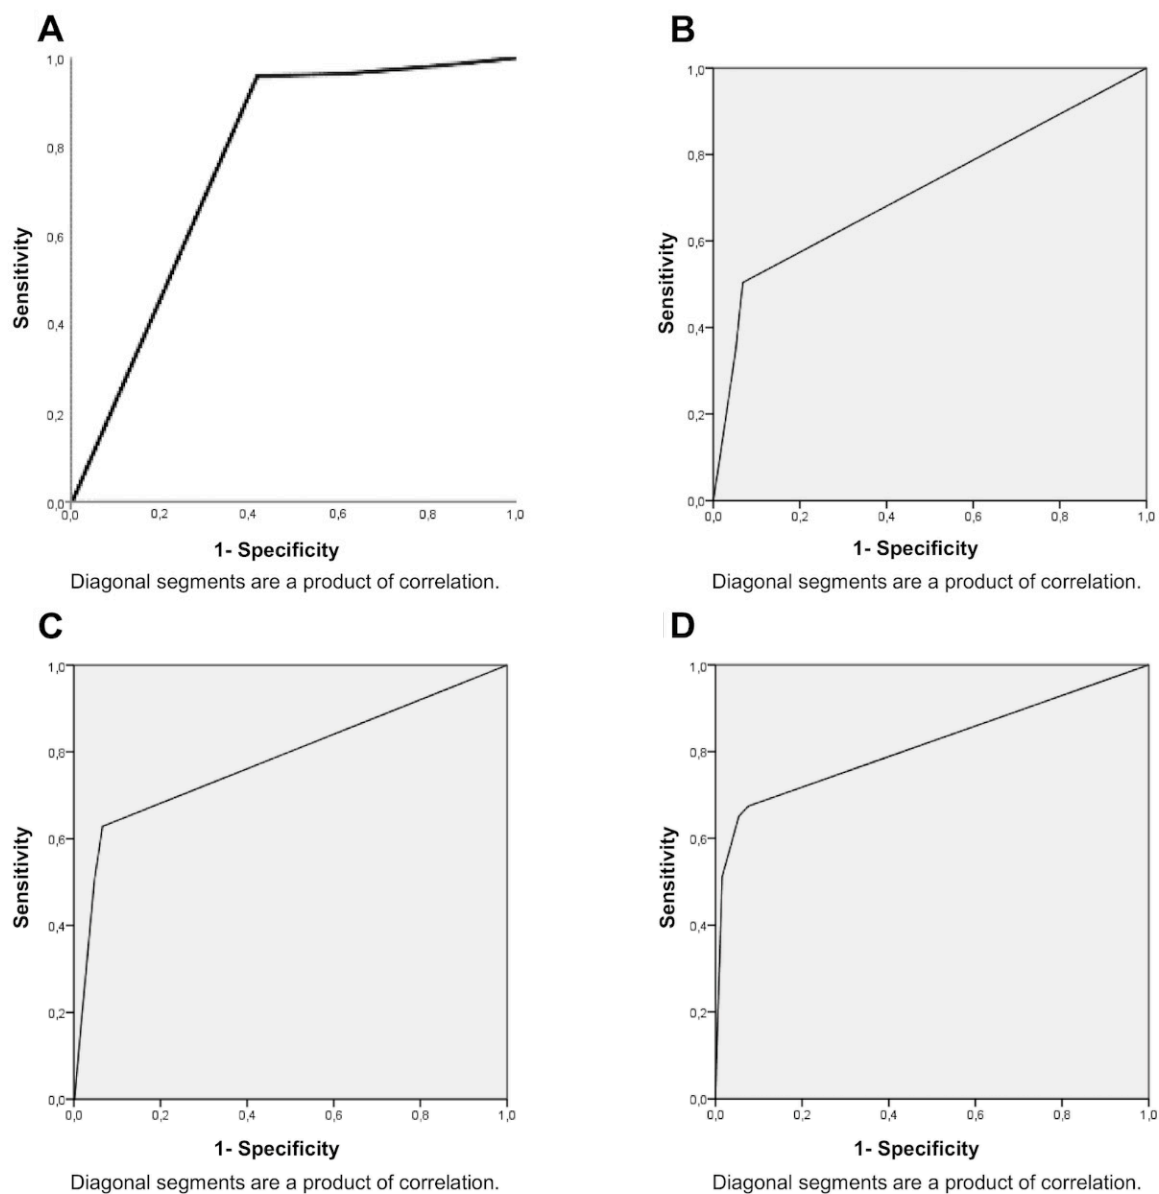 A
1,0
0,8
0,6
0,4
0,2
0,0
0,0 0,2 0,4 0,6 0,8 1,0
Sensitivity
1- Specificity
Diagonal segments are a product of correlation.
B
1,0
0,8
0,6
0,4
0,2
0,0
0,0 0,2 0,4 0,6 0,8 1,0
Sensitivity
1- Specificity
Diagonal segments are a product of correlation.
C
1,0
0,8
0,6
0,4
0,2
0,0
0,0 0,2 0,4 0,6 0,8 1,0
Sensitivity
1- Specificity
Diagonal segments are a product of correlation.
D
1,0
0,8
0,6
0,4
0,2
0,0
0,0 0,2 0,4 0,6 0,8 1,0
Sensitivity
1- Specificity
Diagonal segments are a product of correlation.